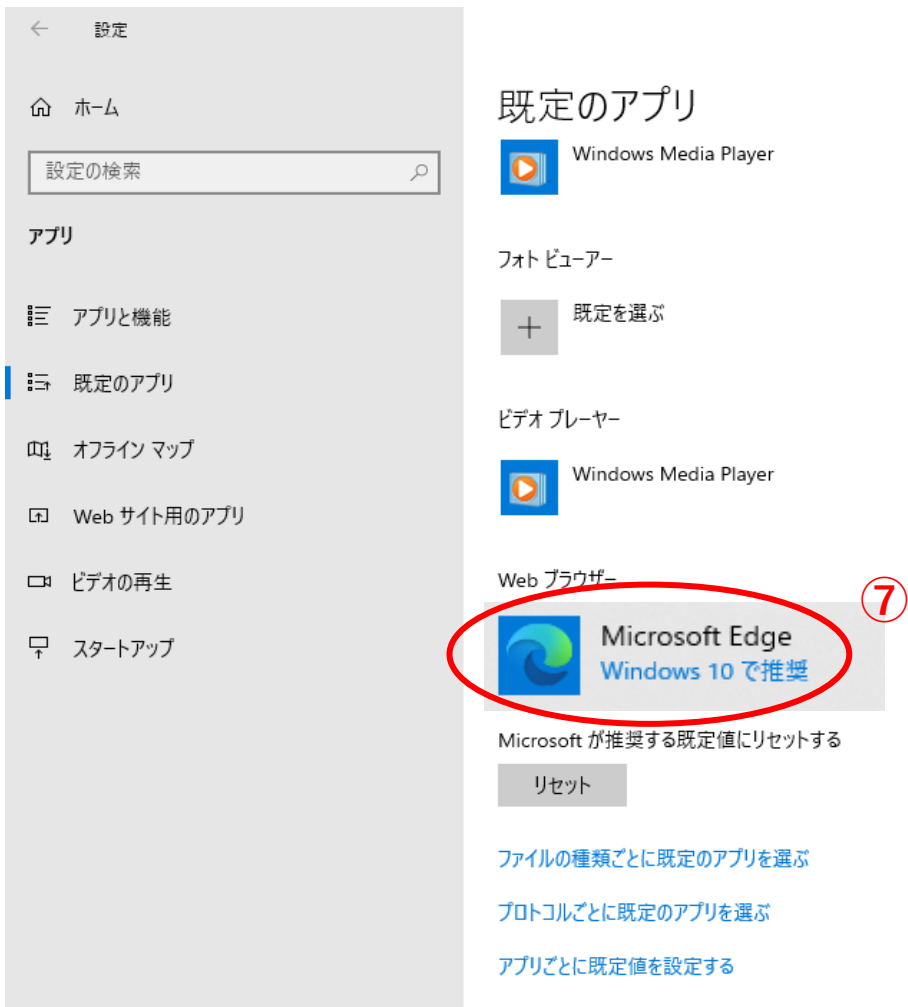 設定
ホーム
設定の検索
アプリ
アプリと機能
既定のアプリ
オフライン マップ
Web サイト用のアプリ
ビデオの再生
スタートアップ
既定のアプリ
Windows Media Player
フォト ビューアー
既定を選ぶ
ビデオ プレーヤー
Windows Media Player
Web ブラウザー
⑦
Microsoft Edge
Windows 10 で推奨
Microsoft が推奨する既定値にリセットする
リセット
ファイルの種類ごとに既定のアプリを選ぶ
プロトコルごとに既定のアプリを選ぶ
アプリごとに既定値を設定する